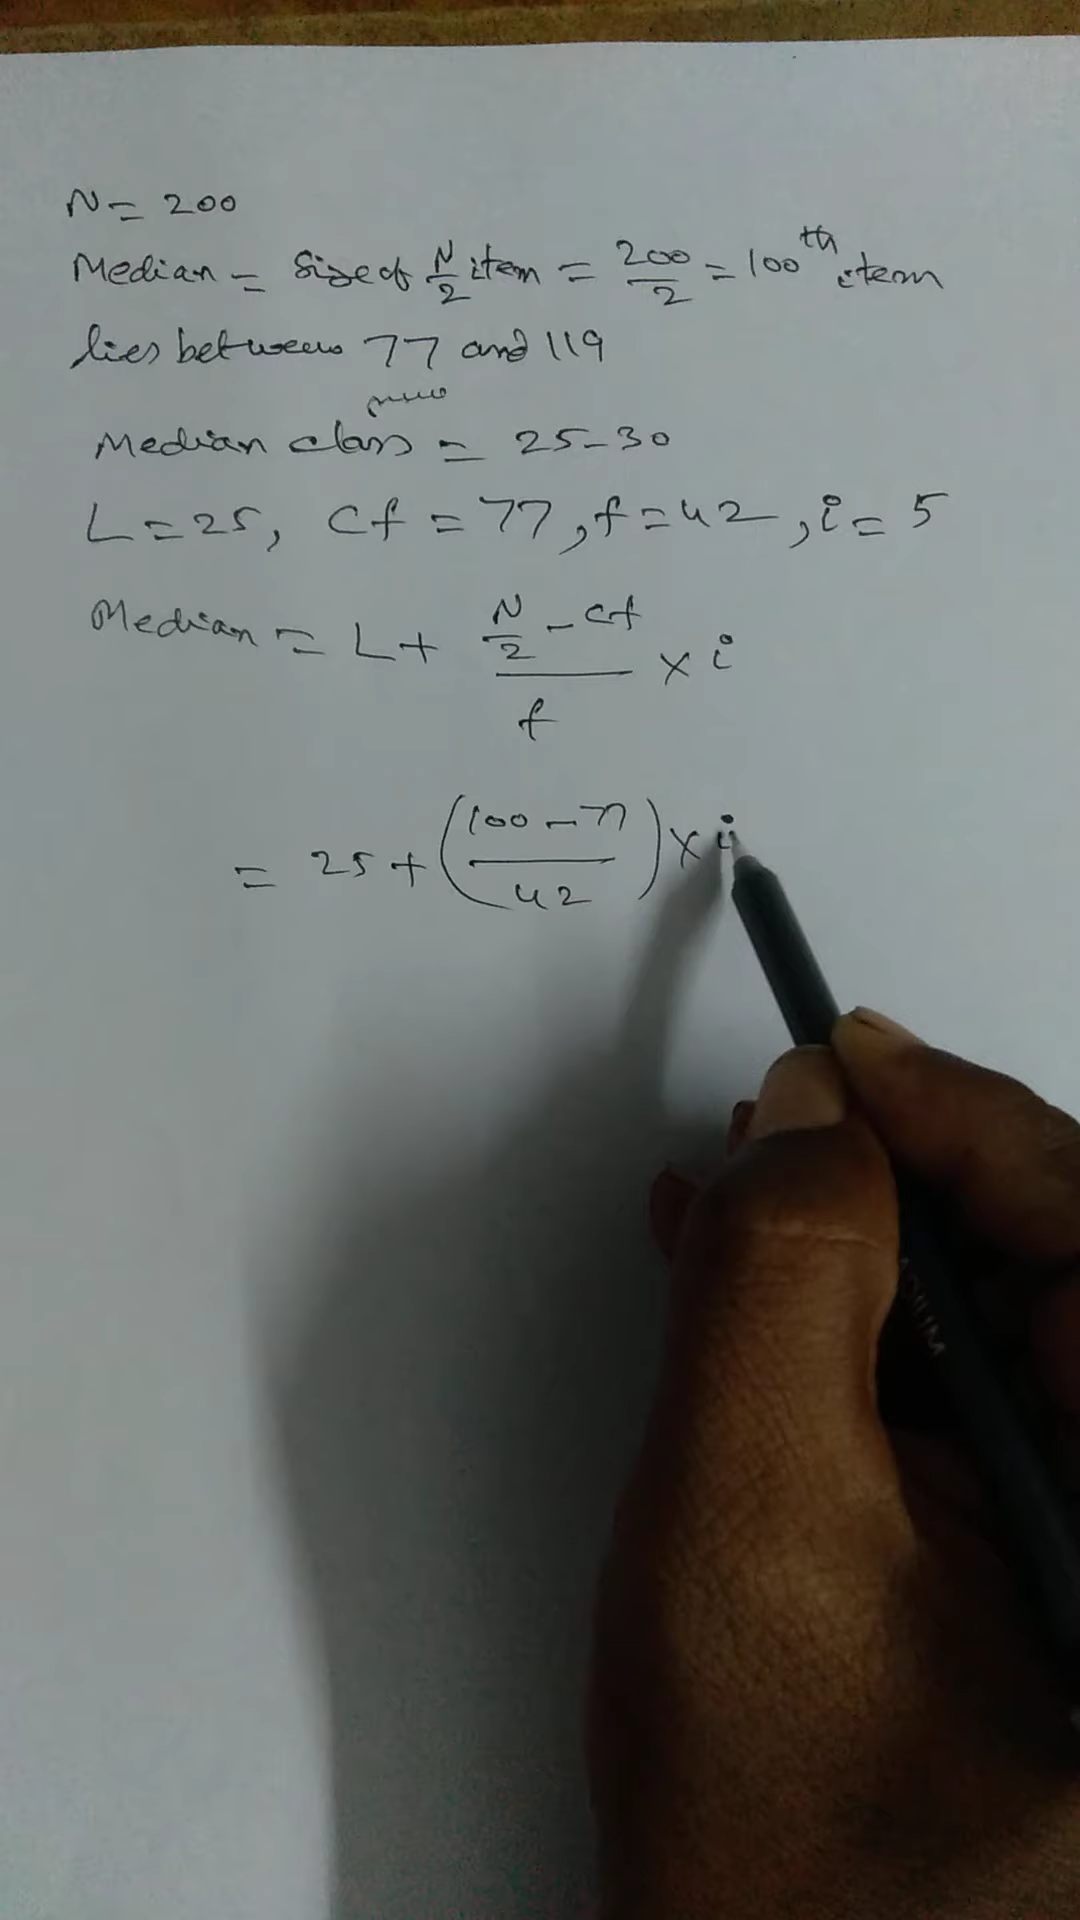 N = 200
Median = Size of N/2 item = 200/2 = 100th item
lies between 77 and 119
Median class = 25-30
L = 25, Cf = 77, f = 42, i = 5
Median = L + (N/2 - Cf)/f × i
= 25 + (100 - 77 / 42) × i